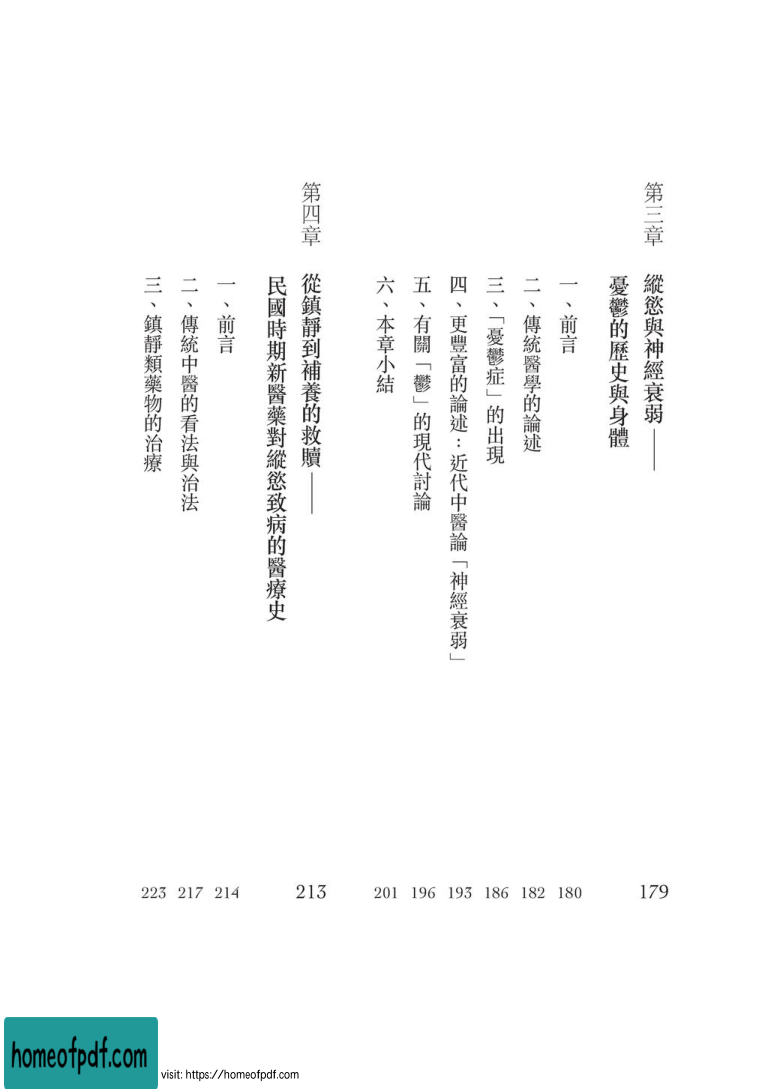 第三章　縱慾與神經衰弱——
憂鬱的歷史與身體
179
一、前言
180
二、傳統醫學的論述
182
三、「憂鬱症」的出現
186
四、更豐富的論述：近代中醫論「神經衰弱」
193
五、有關「鬱」的現代討論
196
六、本章小結
201
第四章　從鎮靜到補養的救贖——
民國時期新醫藥對縱慾致病的醫療史
213
一、前言
214
二、傳統中醫的看法與治法
217
三、鎮靜類藥物的治療
223
homeofpdf.com
visit: https://homeofpdf.com